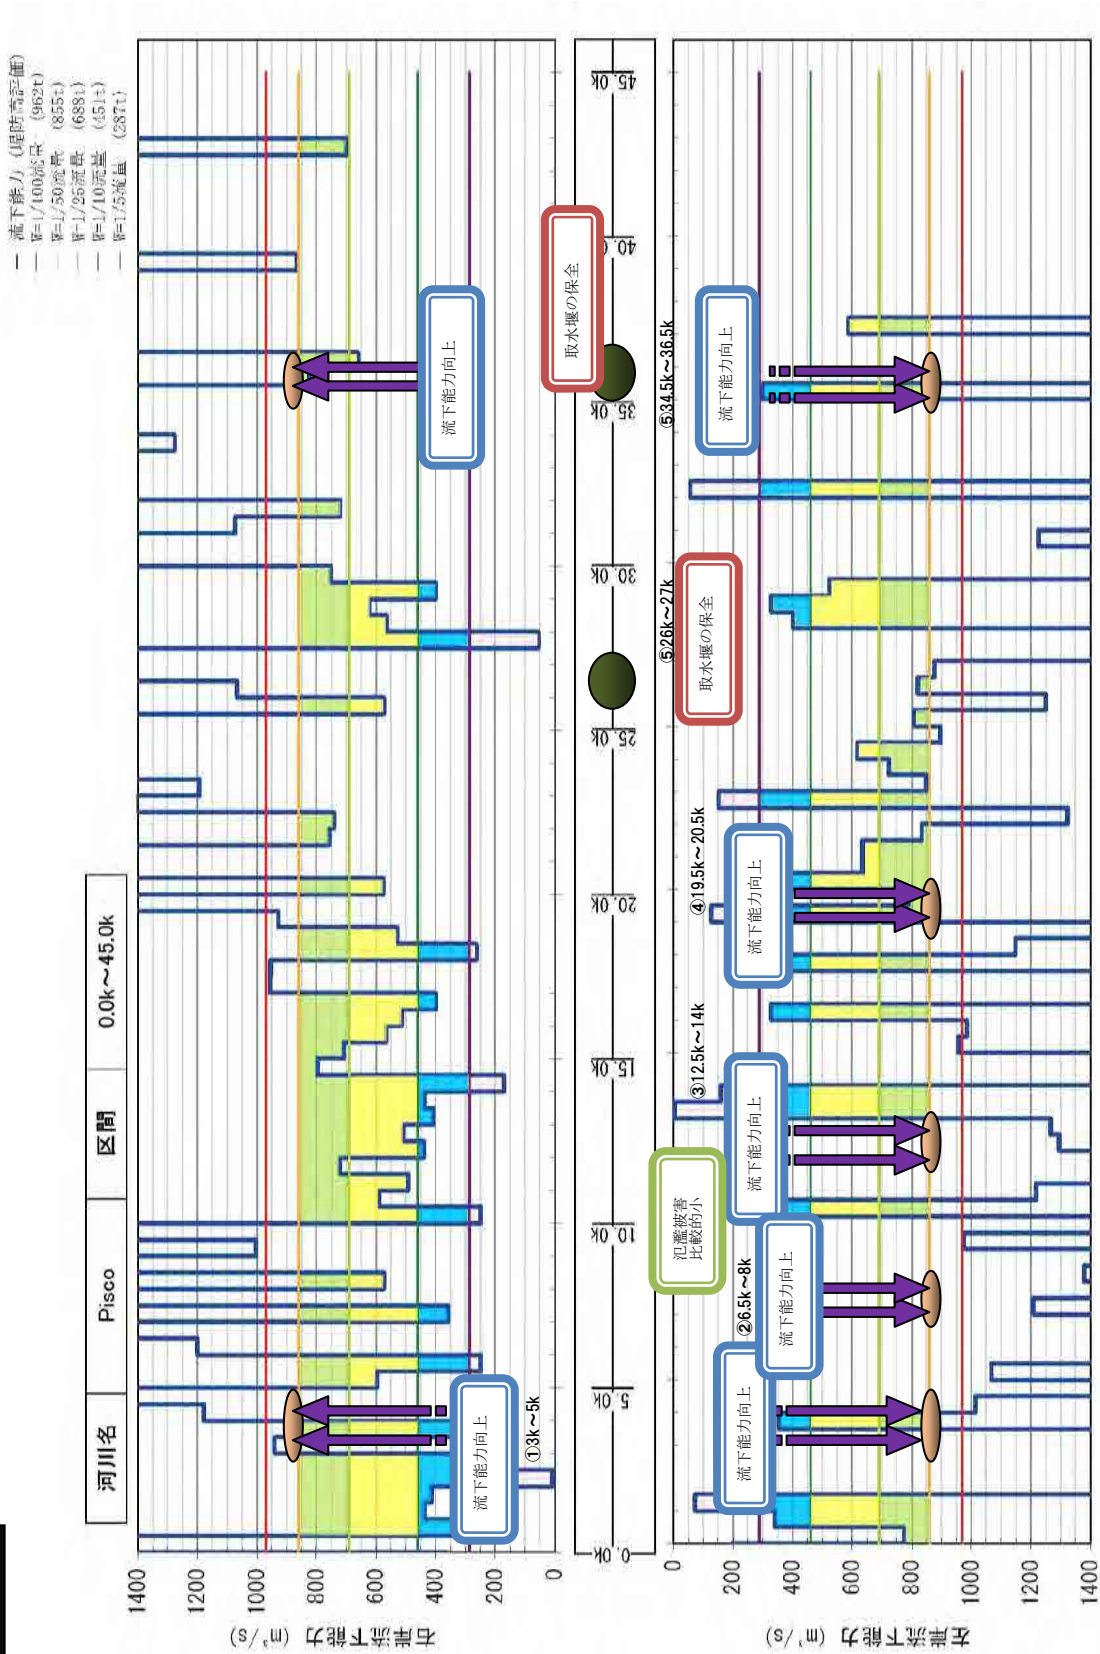 流下能力 (堤防高評価)
W=1/100流量 (962t)
W=1/50流量 (855t)
W=1/25流量 (688t)
W=1/10流量 (451t)
W=1/5流量 (287t)
河川名 Pisco 区間 0.0k～45.0k
右岸流下能力 (m³/s)
1400
1200
1000
800
600
400
200
0
流下能力向上
流下能力向上
①3k～5k
取水堰の保全
0.0k 5.0k 10.0k 15.0k 20.0k 25.0k 30.0k 35.0k 40.0k 45.0k
氾濫被害
比較的小
②6.5k～8k
③12.5k～14k
④19.5k～20.5k
⑤26k～27k
⑤34.5k～36.5k
取水堰の保全
流下能力向上
流下能力向上
流下能力向上
流下能力向上
流下能力向上
左岸流下能力 (m³/s)
0
200
400
600
800
1000
1200
1400